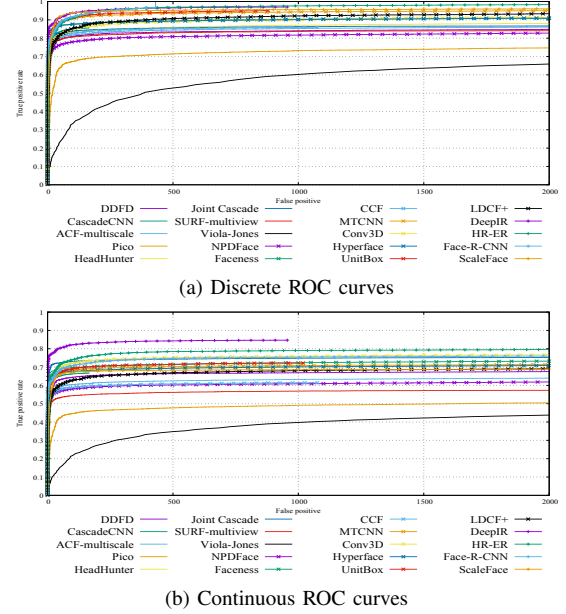 1
0.9
0.8
0.7
0.6
0.5
0.4
0.3
0.2
0.1
0
True positive rate
0 500 1000 1500 2000
False positive
DDFD Joint Cascade CCF LDCF+
CascadeCNN SURF-multiview MTCNN DeepIR
ACF-multiscale Viola-Jones Conv3D HR-ER
Pico NPDFace Hyperface Face-R-CNN
HeadHunter Faceness UnitBox ScaleFace
(a) Discrete ROC curves
1
0.9
0.8
0.7
0.6
0.5
0.4
0.3
0.2
0.1
0
True positive rate
0 500 1000 1500 2000
False positive
DDFD Joint Cascade CCF LDCF+
CascadeCNN SURF-multiview MTCNN DeepIR
ACF-multiscale Viola-Jones Conv3D HR-ER
Pico NPDFace Hyperface Face-R-CNN
HeadHunter Faceness UnitBox ScaleFace
(b) Continuous ROC curves